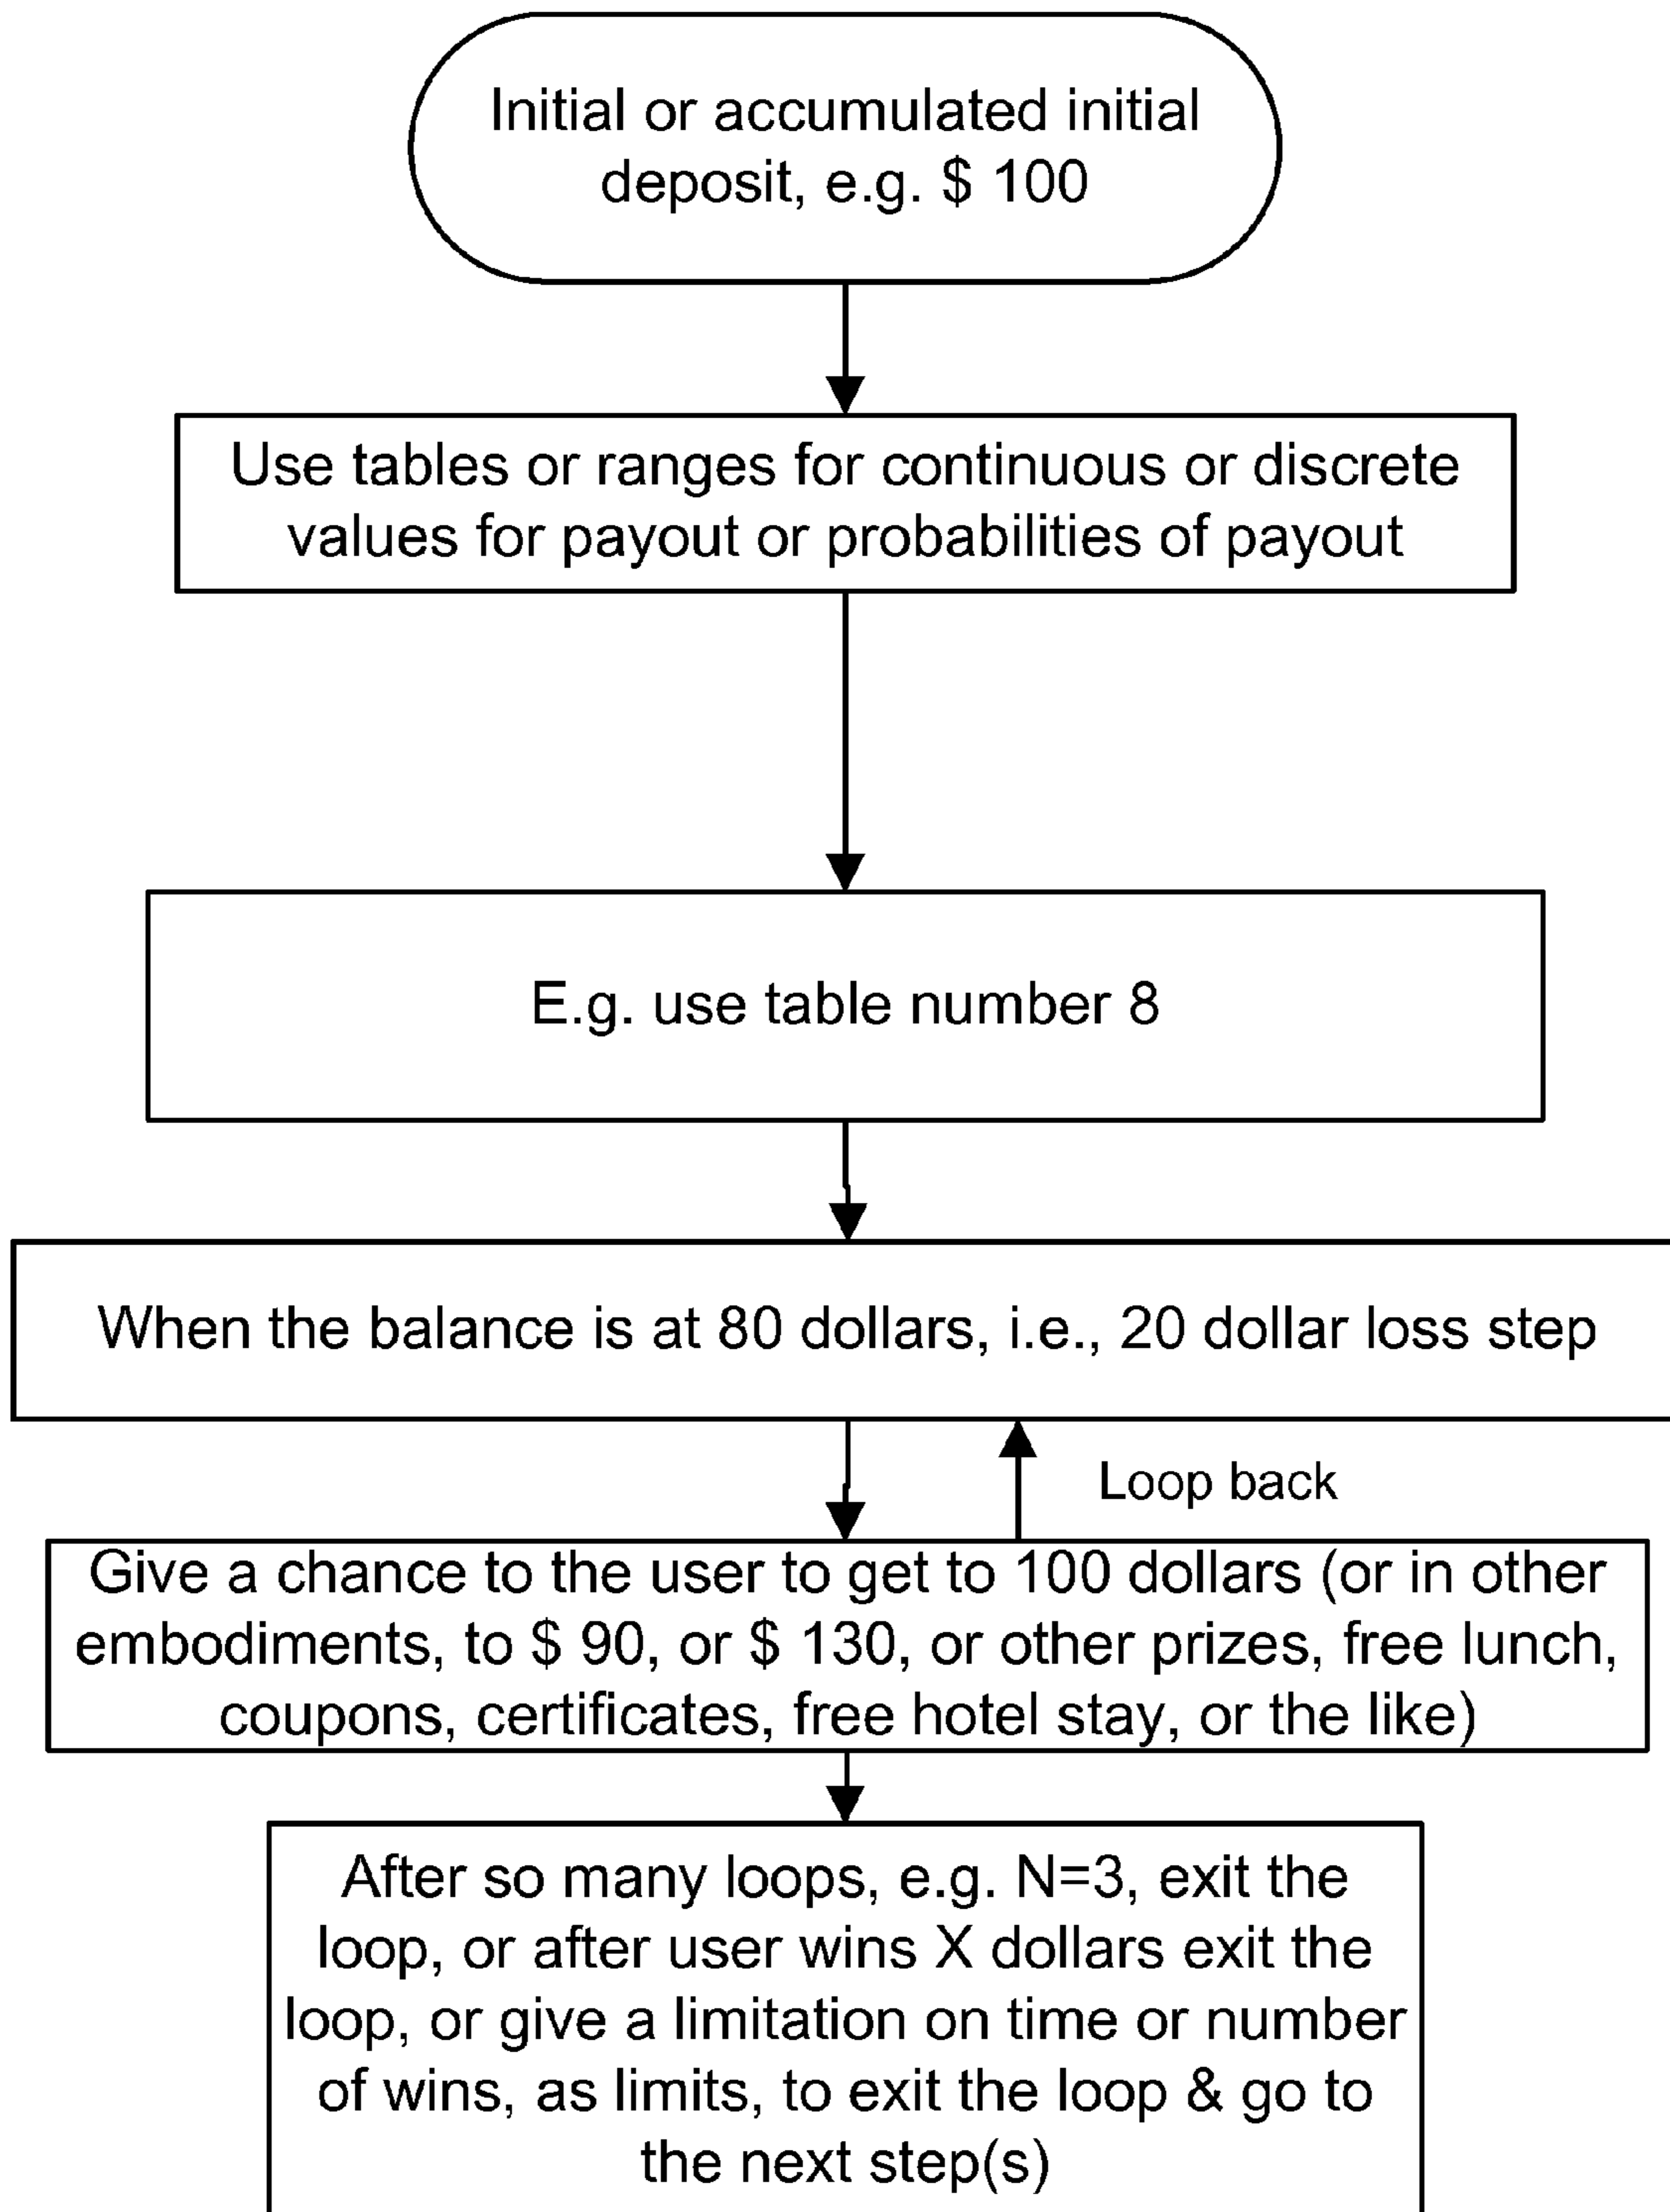 Initial or accumulated initial
deposit, e.g. $ 100
Use tables or ranges for continuous or discrete
values for payout or probabilities of payout
E.g. use table number 8
When the balance is at 80 dollars, i.e., 20 dollar loss step
Loop back
Give a chance to the user to get to 100 dollars (or in other
embodiments, to $ 90, or $ 130, or other prizes, free lunch,
coupons, certificates, free hotel stay, or the like)
After so many loops, e.g. N=3, exit the
loop, or after user wins X dollars exit the
loop, or give a limitation on time or number
of wins, as limits, to exit the loop & go to
the next step(s)